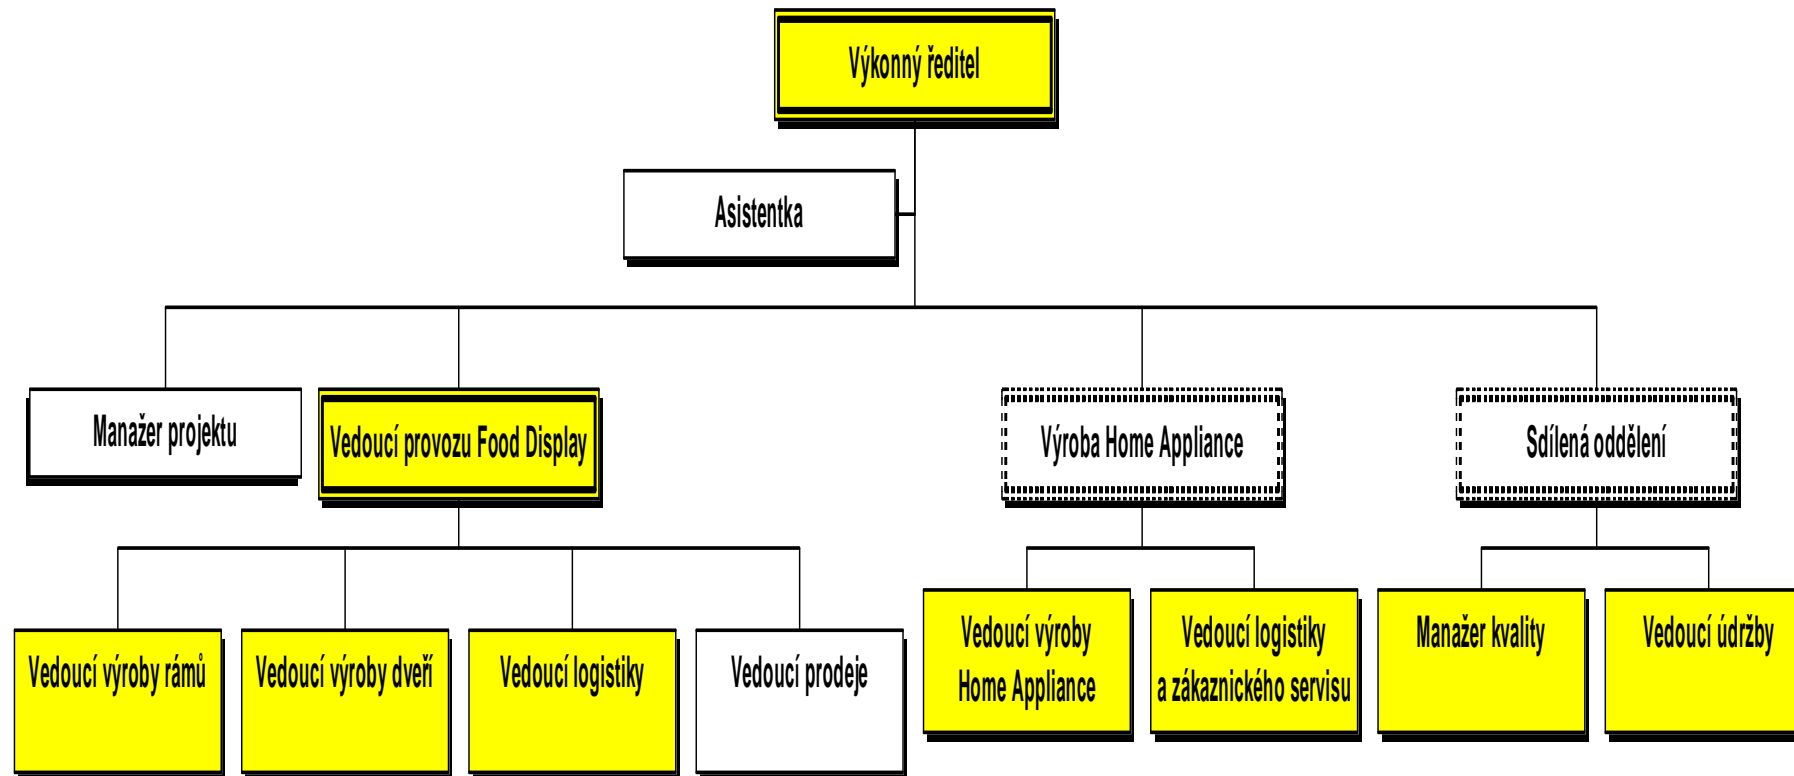 Výkonný ředitel
Asistentka
Manažer projektu
Vedoucí provozu Food Display
Výroba Home Appliance
Sdílená oddělení
Vedoucí výroby rámů
Vedoucí výroby dveří
Vedoucí logistiky
Vedoucí prodeje
Vedoucí výroby
Home Appliance
Vedoucí logistiky
a zákaznického servisu
Manažer kvality
Vedoucí údržby